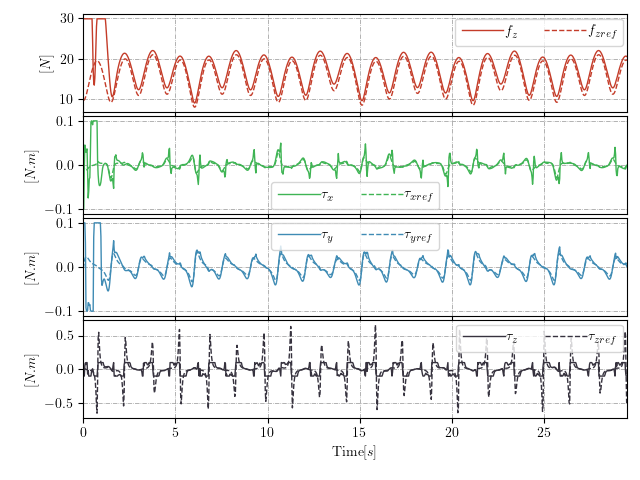 30
20
10
[N]
f_z
f_zref
0.1
0.0
−0.1
[N.m]
τ_x
τ_xref
0.1
0.0
−0.1
[N.m]
τ_y
τ_yref
0.5
0.0
−0.5
[N.m]
τ_z
τ_zref
0 5 10 15 20 25
Time[s]